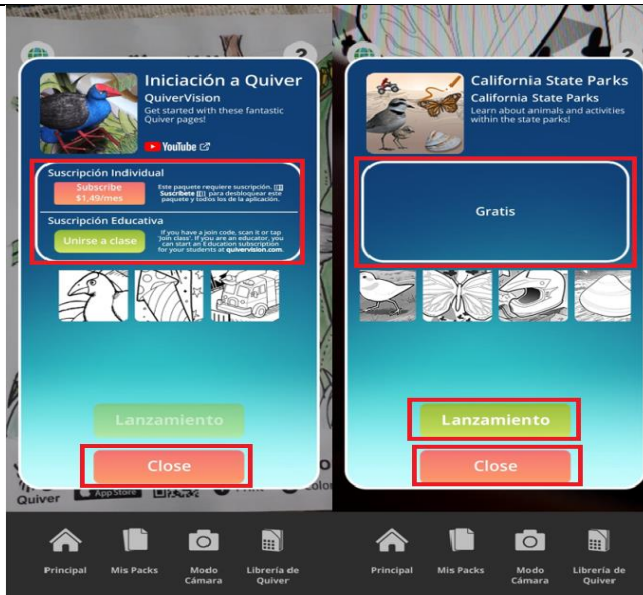 Iniciación a Quiver
QuiverVision
Get started with these fantastic
Quiver pages!
YouTube
Suscripción Individual
Subscribe
$1,49/mes
Este paquete requiere suscripción.
Suscríbete para desbloquear este
paquete y todos los de la aplicación.
Suscripción Educativa
Unirse a clase
If you have a join code, scan it or tap
'Join class'. If you are an educator, you
can start an Education subscription
for your students at quivervision.com.
Lanzamiento
Close
Quiver
App Store
Principal
Mis Packs
Modo
Cámara
Librería de
Quiver
?
California State Parks
California State Parks
Learn about animals and activities
within the state parks!
Gratis
Lanzamiento
Close
Principal
Mis Packs
Modo
Cámara
Librería de
Quiver